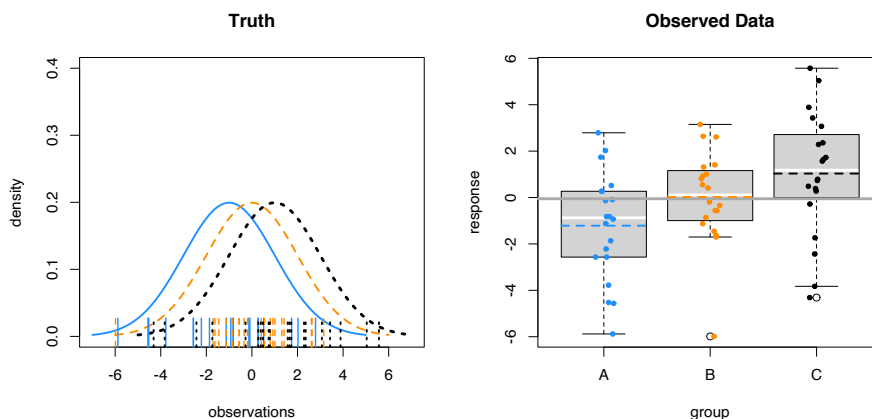 Truth
density
0.0 0.1 0.2 0.3 0.4
-6 -4 -2 0 2 4 6
observations
Observed Data
response
-6 -4 -2 0 2 4 6
A B C
group